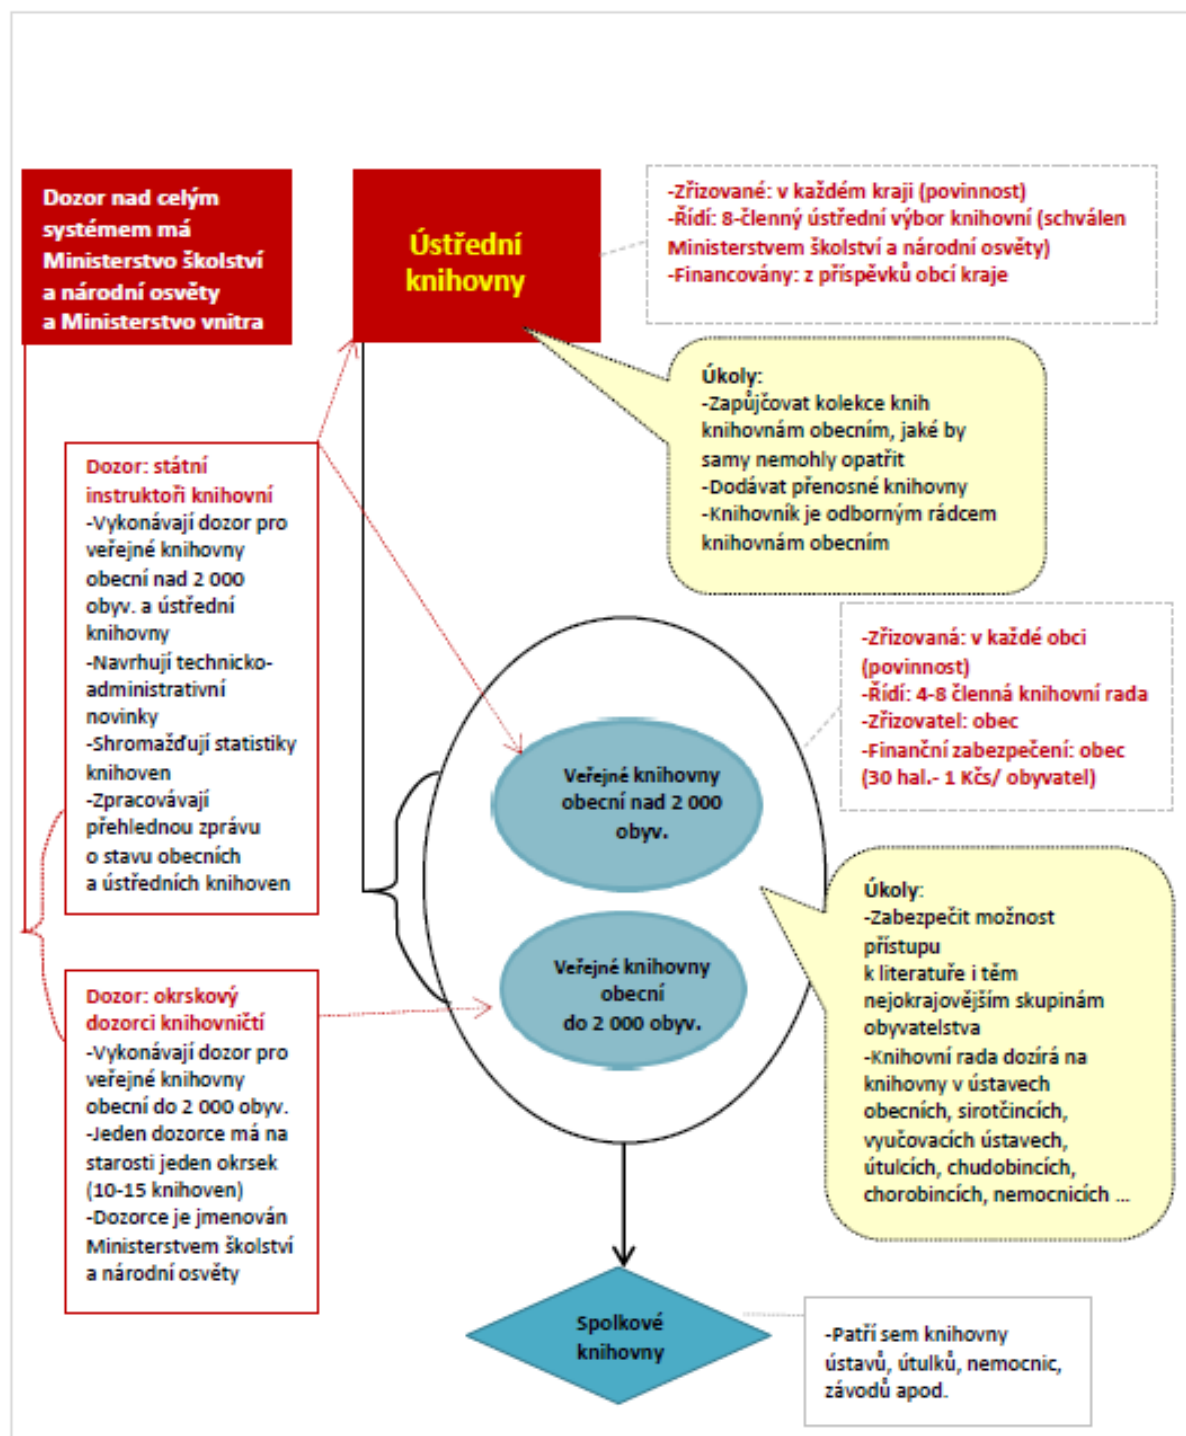 Dozor nad celým
systémem má
Ministerstvo školství
a národní osvěty
a Ministerstvo vnitra
Ústřední
knihovny
-Zřizované: v každém kraji (povinnost)
-Řídí: 8-členný ústřední výbor knihovní (schválen
Ministerstvem školství a národní osvěty)
-Financovány: z příspěvků obcí kraje
Úkoly:
-Zapůjčovat kolekce knih
knihovnám obecním, jaké by
samy nemohly opatřit
-Dodávat přenosné knihovny
-Knihovník je odborným rádcem
knihovnám obecním
Dozor: státní
instruktoři knihovní
-Vykonávají dozor pro
veřejné knihovny
obecní nad 2 000
obyv. a ústřední
knihovny
-Navrhují technicko-
administrativní
novinky
-Shromažďují statistiky
knihoven
-Zpracovávají
přehlednou zprávu
o stavu obecních
a ústředních knihoven
-Zřizovaná: v každé obci
(povinnost)
-Řídí: 4-8 členná knihovní rada
-Zřizovatel: obec
-Finanční zabezpečení: obec
(30 hal.- 1 Kčs/ obyvatel)
Veřejné knihovny
obecní nad 2 000
obyv.
Veřejné knihovny
obecní
do 2 000 obyv.
Úkoly:
-Zabezpečit možnost
přístupu
k literatuře i těm
nejokrajovějším skupinám
obyvatelstva
-Knihovní rada dozírá na
knihovny v ústavech
obecních, sirotčincích,
vyučovacích ústavech,
útulcích, chudobincích,
chorobincích, nemocnicích ...
Dozor: okrskový
dozorci knihovničtí
-Vykonávají dozor pro
veřejné knihovny
obecní do 2 000 obyv.
-Jeden dozorce má na
starosti jeden okrsek
(10-15 knihoven)
-Dozorce je jmenován
Ministerstvem školství
a národní osvěty
Spolkové
knihovny
-Patří sem knihovny
ústavů, útulků, nemocnic,
závodů apod.